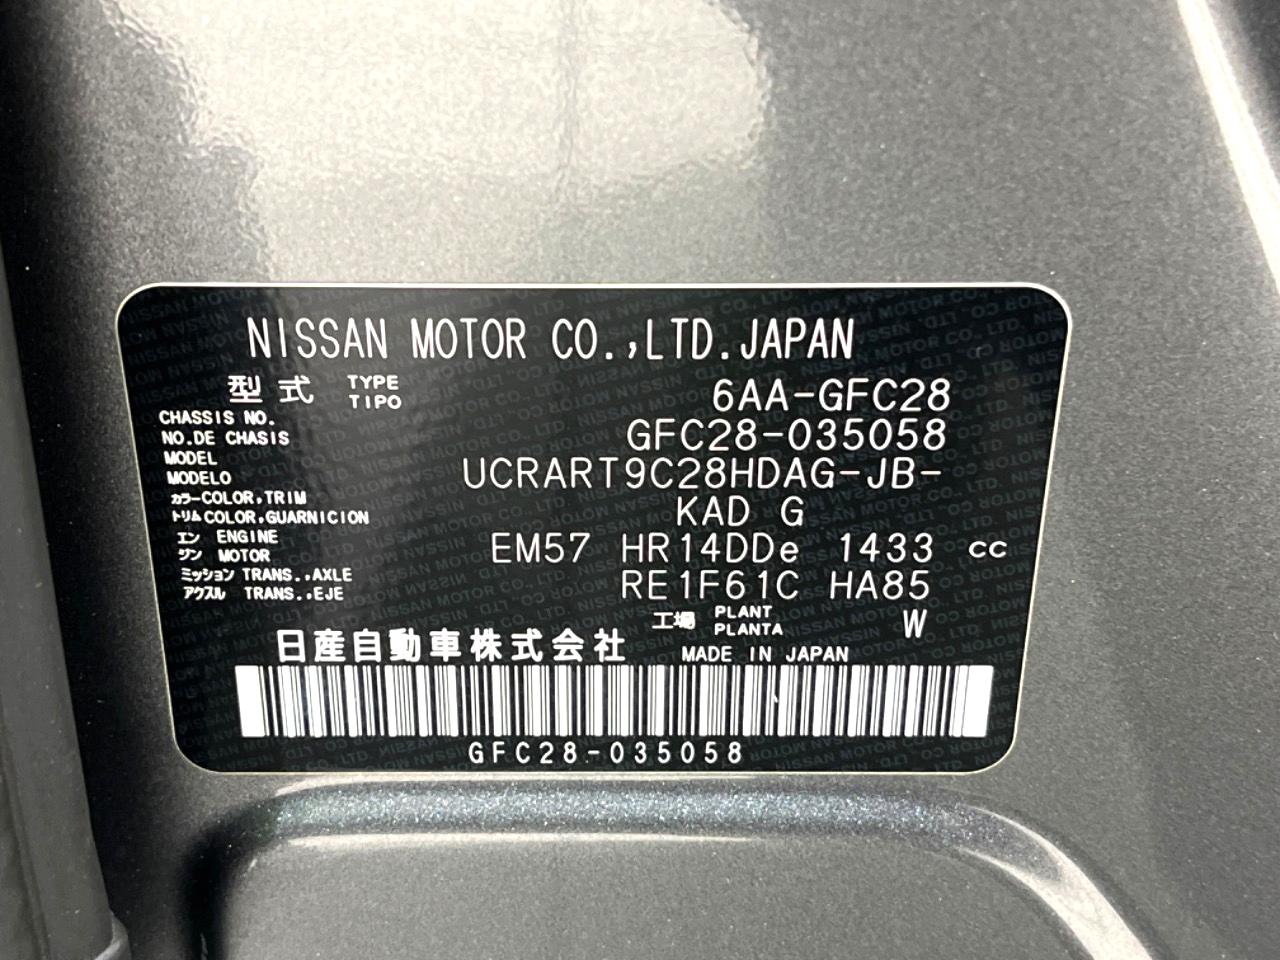 NISSAN MOTOR CO.,LTD.JAPAN
型式 TYPE TIPO 6AA-GFC28
CHASSIS NO. NO.DE CHASIS GFC28-035058
MODEL MODELO UCRART9C28HDAG-JB-
カラー COLOR,TRIM トリム COLOR,GUARNICION KAD G
エンジン ENGINE MOTOR EM57 HR14DDe 1433 cc
ミッション TRANS.,AXLE アクスル TRANS.,EJE RE1F61C HA85
工場 PLANT PLANTA W
日産自動車株式会社 MADE IN JAPAN
GFC28-035058